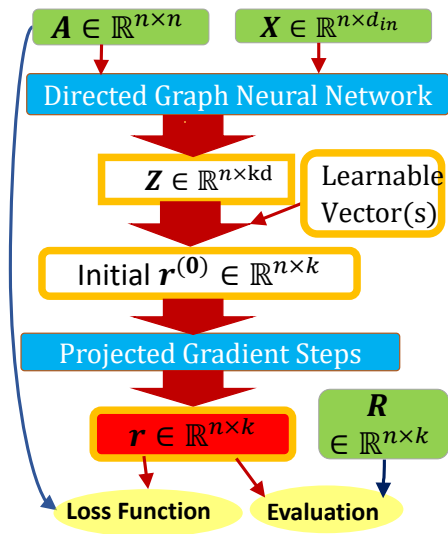 A ∈ ℝ^{n×n}
X ∈ ℝ^{n×d_{in}}
Directed Graph Neural Network
Z ∈ ℝ^{n×kd}
Learnable
Vector(s)
Initial r^{(0)} ∈ ℝ^{n×k}
Projected Gradient Steps
r ∈ ℝ^{n×k}
R
∈ ℝ^{n×k}
Loss Function
Evaluation